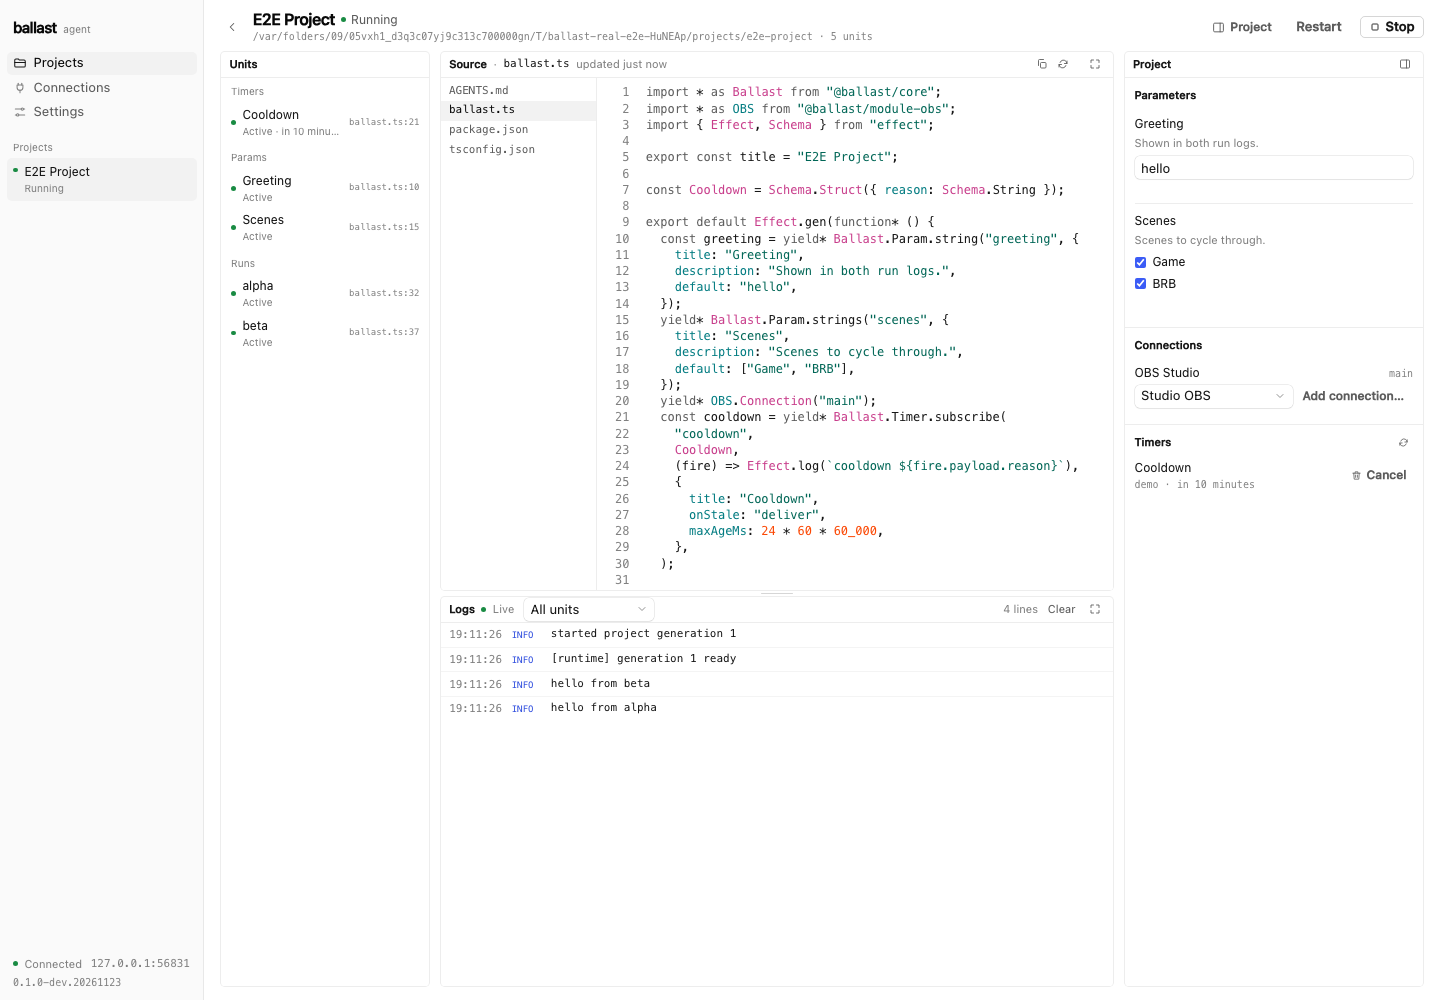 ballast agent
Projects
Connections
Settings
Projects
E2E Project
Running
Connected 127.0.0.1:56831
0.1.0-dev.20261123
E2E Project Running
/var/folders/09/05vxh1_d3q3c07yj9c313c700000gn/T/ballast-real-e2e-HuNEAp/projects/e2e-project · 5 units
Project Restart Stop
Units
Timers
Cooldown
Active · in 10 minu... ballast.ts:21
Params
Greeting
Active ballast.ts:10
Scenes
Active ballast.ts:15
Runs
alpha
Active ballast.ts:32
beta
Active ballast.ts:37
Source · ballast.ts updated just now
AGENTS.md
ballast.ts
package.json
tsconfig.json
1 import * as Ballast from "@ballast/core";
2 import * as OBS from "@ballast/module-obs";
3 import { Effect, Schema } from "effect";
4
5 export const title = "E2E Project";
6
7 const Cooldown = Schema.Struct({ reason: Schema.String });
8
9 export default Effect.gen(function* () {
10 const greeting = yield* Ballast.Param.string("greeting", {
11 title: "Greeting",
12 description: "Shown in both run logs.",
13 default: "hello",
14 });
15 yield* Ballast.Param.strings("scenes", {
16 title: "Scenes",
17 description: "Scenes to cycle through.",
18 default: ["Game", "BRB"],
19 });
20 yield* OBS.Connection("main");
21 const cooldown = yield* Ballast.Timer.subscribe(
22 "cooldown",
23 Cooldown,
24 (fire) => Effect.log(`cooldown ${fire.payload.reason}`),
25 {
26 title: "Cooldown",
27 onStale: "deliver",
28 maxAgeMs: 24 * 60 * 60_000,
29 },
30 );
31
Logs Live All units 4 lines Clear
19:11:26 INFO started project generation 1
19:11:26 INFO [runtime] generation 1 ready
19:11:26 INFO hello from beta
19:11:26 INFO hello from alpha
Project
Parameters
Greeting
Shown in both run logs.
hello
Scenes
Scenes to cycle through.
Game
BRB
Connections
OBS Studio main
Studio OBS Add connection...
Timers
Cooldown
demo · in 10 minutes Cancel